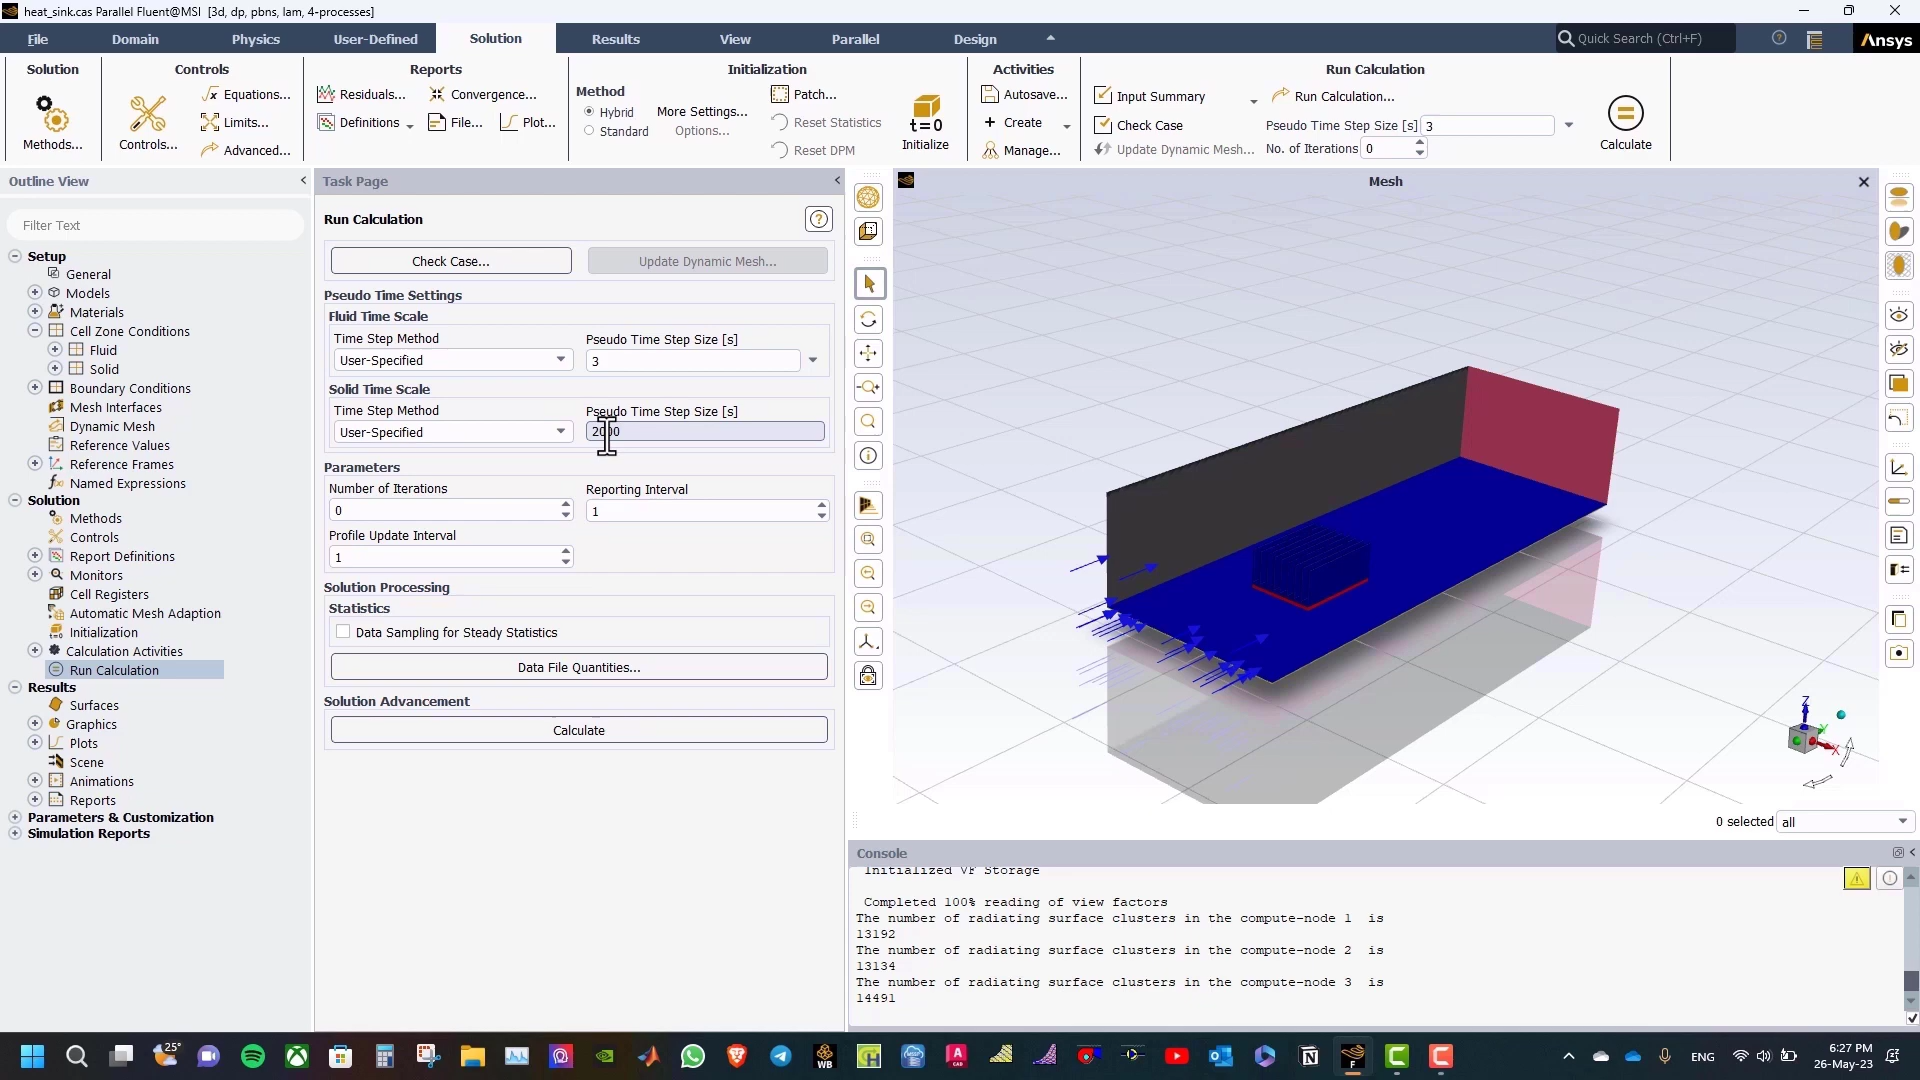 heat_sink.cas Parallel Fluent@MSI [3d, dp, pbns, lam, 4-processes]
File
Domain
Physics
User-Defined
Solution
Results
View
Parallel
Design
Quick Search (Ctrl+F)
Ansys
Solution
Controls
Reports
Initialization
Activities
Run Calculation
Methods...
Controls...
Equations...
Limits...
Advanced...
Residuals...
Definitions
Convergence...
File...
Plot...
Method
Hybrid
Standard
More Settings...
Options...
Patch...
Reset Statistics
Reset DPM
t=0
Initialize
Autosave...
Create
Manage...
Input Summary
Check Case
Update Dynamic Mesh...
Run Calculation...
Pseudo Time Step Size [s] 3
No. of Iterations 0
Calculate
Outline View
Filter Text
Setup
General
Models
Materials
Cell Zone Conditions
Fluid
Solid
Boundary Conditions
Mesh Interfaces
Dynamic Mesh
Reference Values
Reference Frames
Named Expressions
Solution
Methods
Controls
Report Definitions
Monitors
Cell Registers
Automatic Mesh Adaption
Initialization
Calculation Activities
Run Calculation
Results
Surfaces
Graphics
Plots
Scene
Animations
Reports
Parameters & Customization
Simulation Reports
Task Page
Run Calculation
Check Case...
Update Dynamic Mesh...
Pseudo Time Settings
Fluid Time Scale
Time Step Method
Pseudo Time Step Size [s]
User-Specified
3
Solid Time Scale
Time Step Method
Pseudo Time Step Size [s]
User-Specified
2000
Parameters
Number of Iterations
Reporting Interval
0
1
Profile Update Interval
1
Solution Processing
Statistics
Data Sampling for Steady Statistics
Data File Quantities...
Solution Advancement
Calculate
Mesh
Z
Y
X
0 selected all
Console
Initialized VF Storage
Completed 100% reading of view factors
The number of radiating surface clusters in the compute-node 1 is
13192
The number of radiating surface clusters in the compute-node 2 is
13134
The number of radiating surface clusters in the compute-node 3 is
14491
25°
WB
ENG
6:27 PM
26-May-23